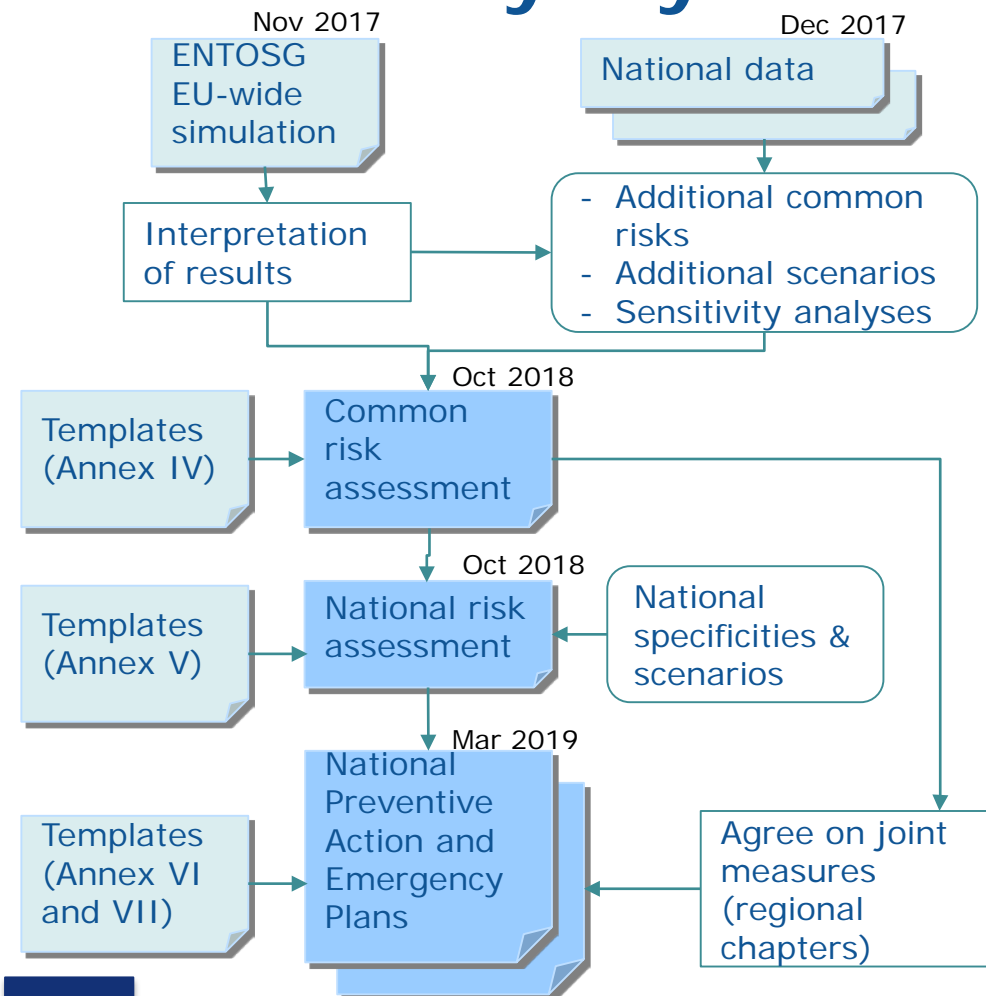 Nov 2017
ENTOSG
EU-wide
simulation
Dec 2017
National data
Interpretation
of results
- Additional common
risks
- Additional scenarios
- Sensitivity analyses
Oct 2018
Templates
(Annex IV)
Common
risk
assessment
Oct 2018
Templates
(Annex V)
National risk
assessment
National
specificities &
scenarios
Mar 2019
Templates
(Annex VI
and VII)
National
Preventive
Action and
Emergency
Plans
Agree on joint
measures
(regional
chapters)